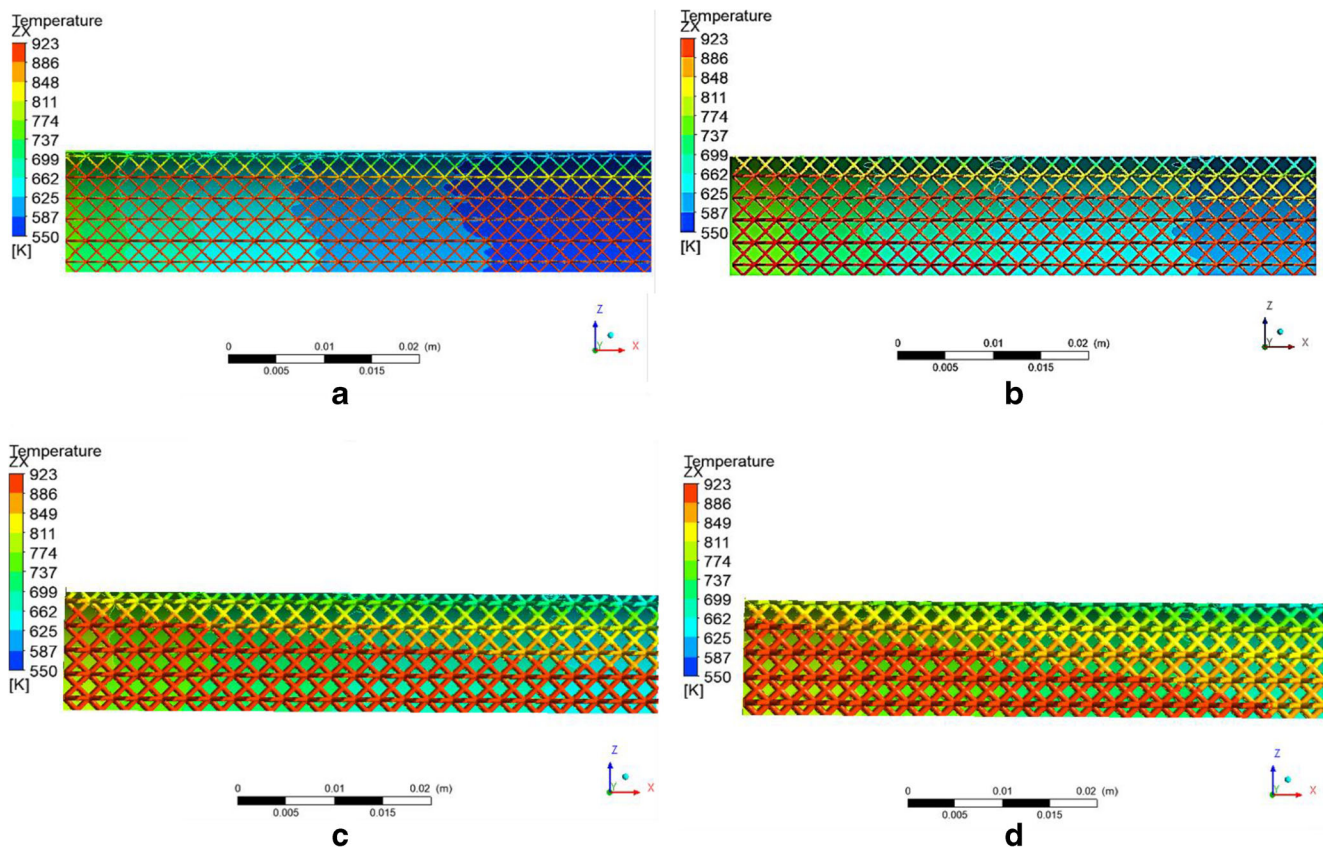 Temperature
ZX
923
886
848
811
774
737
699
662
625
587
550
[K]
Z
Y
X
0 0.01 0.02 (m)
0.005 0.015
a
Temperature
ZX
923
886
848
811
774
737
699
662
625
587
550
[K]
Z
Y
X
0 0.01 0.02 (m)
0.005 0.015
b
Temperature
ZX
923
886
849
811
774
737
699
662
625
587
550
[K]
Z
Y
X
0 0.01 0.02 (m)
0.005 0.015
c
Temperature
ZX
923
886
849
811
774
737
699
662
625
587
550
[K]
Z
Y
X
0 0.01 0.02 (m)
0.005 0.015
d